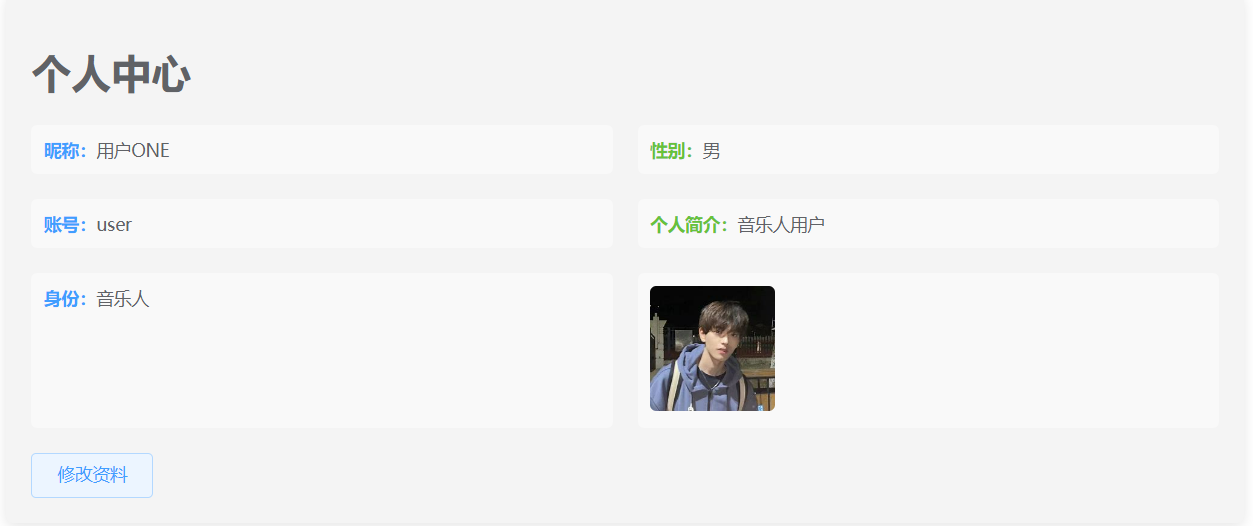 个人中心
昵称：用户ONE
性别：男
账号：user
个人简介：音乐人用户
身份：音乐人
修改资料